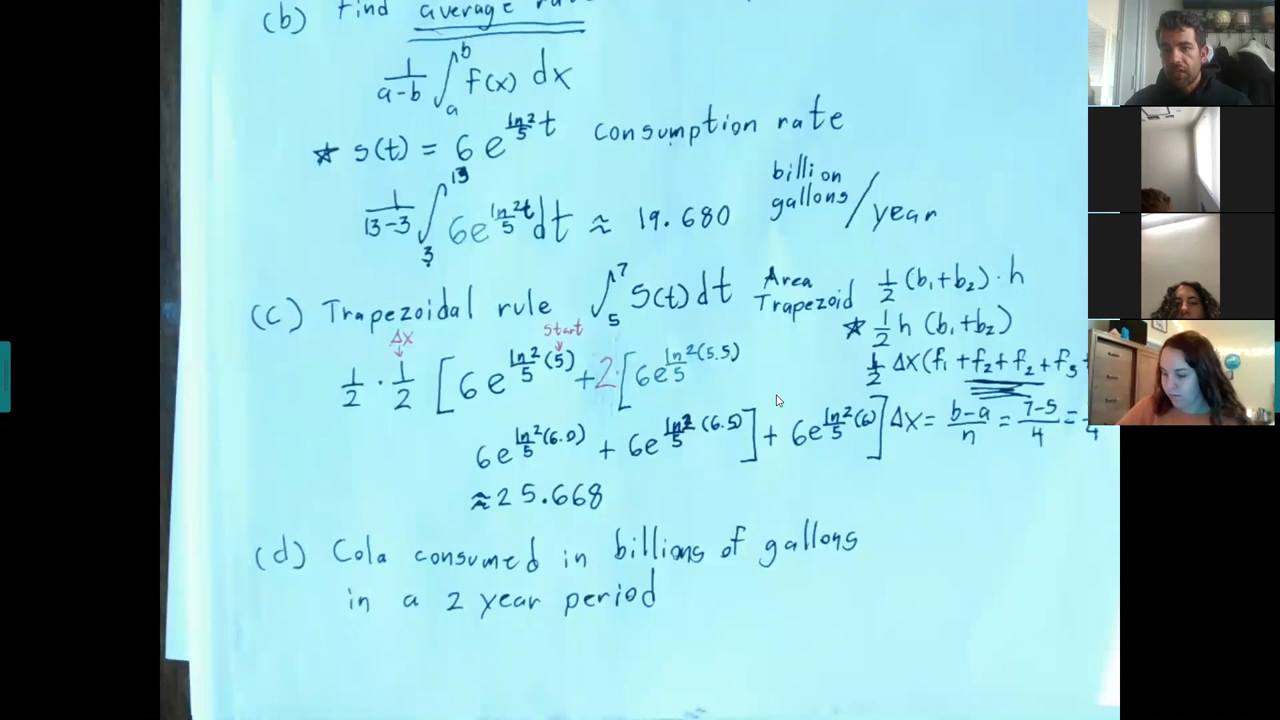 (b) Find average
1/(a-b) ∫_a^b f(x) dx
★ s(t) = 6e^(ln2/5 t) consumption rate
1/(13-3) ∫_3^13 6e^(ln2/5 t) dt ≈ 19.680 billion gallons / year
(c) Trapezoidal rule ∫_5^7 S(t) dt Area Trapezoid 1/2 (b₁+b₂)·h
★ 1/2 h (b₁+b₂)
Δx
↓
start
↓
1/2 · 1/2 [6e^(ln2/5 (5)) + 2[6e^(ln2/5 (5.5))
1/2 Δx(f₁ + f₂ + f₂ + f₃ +
6e^(ln2/5 (6.0)) + 6e^(ln2/5 (6.5))] + 6e^(ln2/5 (6))] Δx = (b-a)/n = (7-5)/4 =
≈ 25.668
(d) Cola consumed in billions of gallons
in a 2 year period